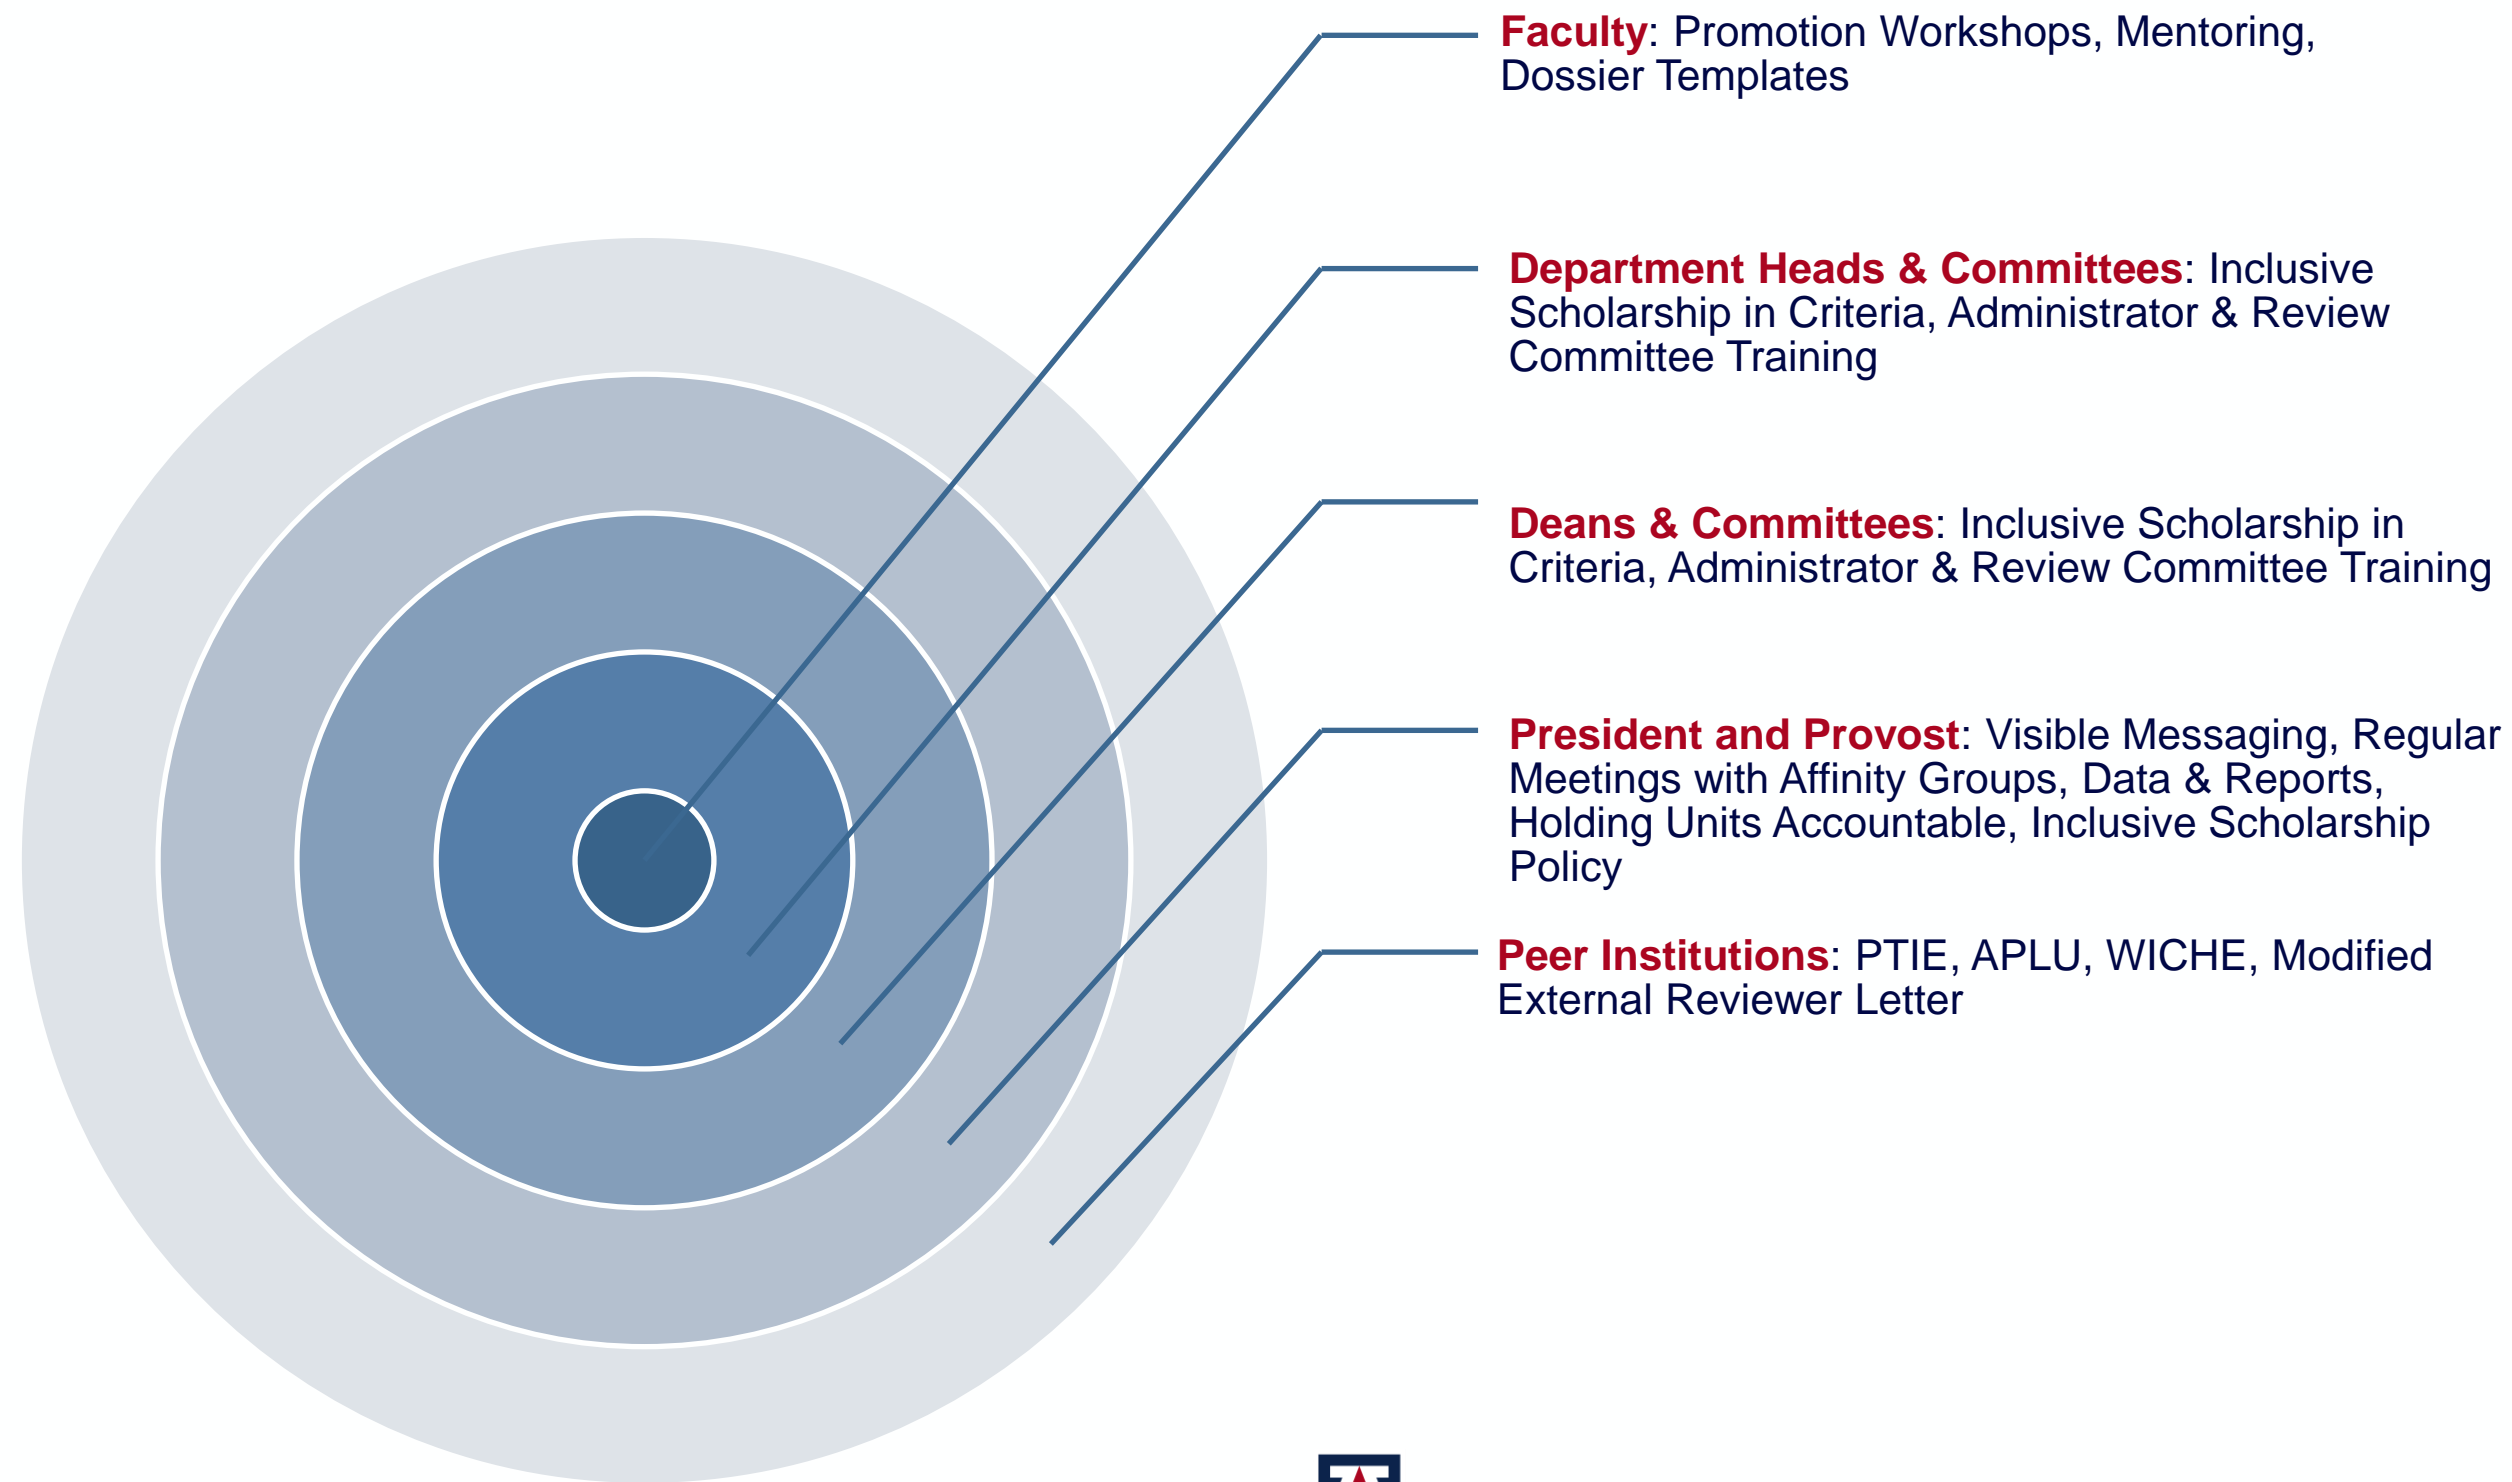 Faculty: Promotion Workshops, Mentoring,
Dossier Templates
Department Heads & Committees: Inclusive
Scholarship in Criteria, Administrator & Review
Committee Training
Deans & Committees: Inclusive Scholarship in
Criteria, Administrator & Review Committee Training
President and Provost: Visible Messaging, Regular
Meetings with Affinity Groups, Data & Reports,
Holding Units Accountable, Inclusive Scholarship
Policy
Peer Institutions: PTIE, APLU, WICHE, Modified
External Reviewer Letter